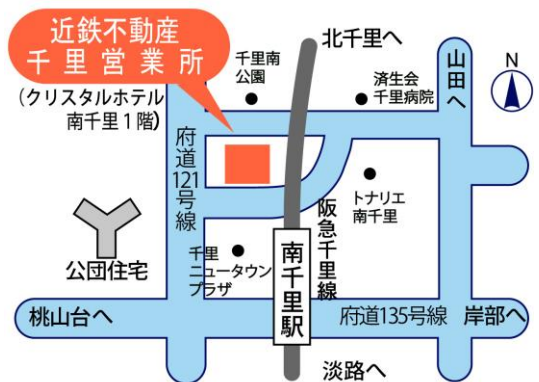 近鉄不動産
千里営業所
(クリスタルホテル
南千里1階)
北千里へ
千里南
公園
済生会
千里病院
山田へ
N
府道121号線
トナリエ
南千里
阪急千里線
公団住宅
千里
ニュータウン
プラザ
南千里駅
桃山台へ
府道135号線
岸部へ
淡路へ